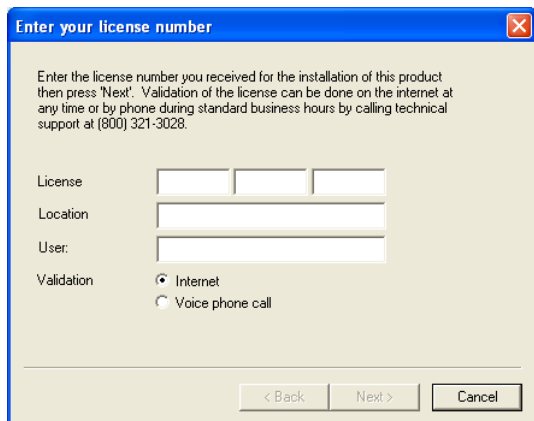 Enter your license number
Enter the license number you received for the installation of this product
then press 'Next'. Validation of the license can be done on the internet at
any time or by phone during standard business hours by calling technical
support at (800) 321-3028.
License
Location
User:
Validation
Internet
Voice phone call
< Back
Next >
Cancel